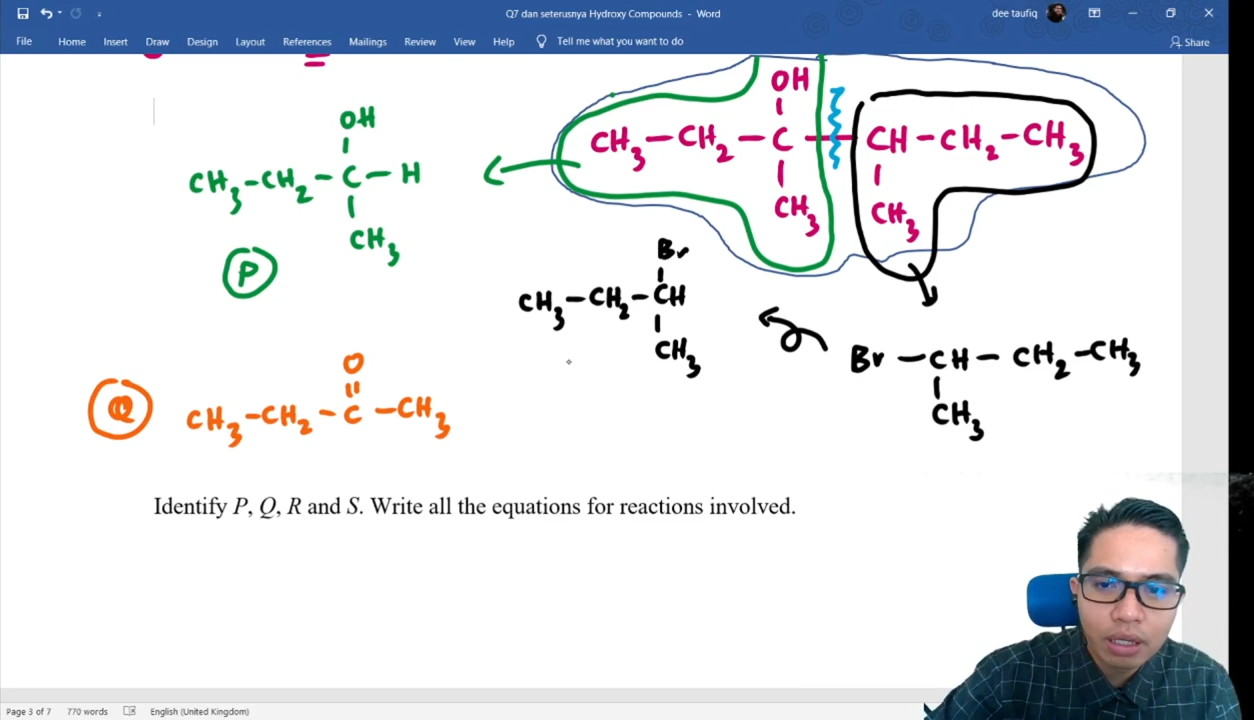 Q7 dan seterusnya Hydroxy Compounds - Word
dee taufiq
File Home Insert Draw Design Layout References Mailings Review View Help Tell me what you want to do
Share
OH
CH3-CH2-C-CH-CH2-CH3
CH3 CH3
OH
CH3-CH2-C-H
CH3
P
Br
CH3-CH2-CH
CH3
Br-CH-CH2-CH3
CH3
O
Q CH3-CH2-C-CH3
Identify P, Q, R and S. Write all the equations for reactions involved.
Page 3 of 7 770 words English (United Kingdom)